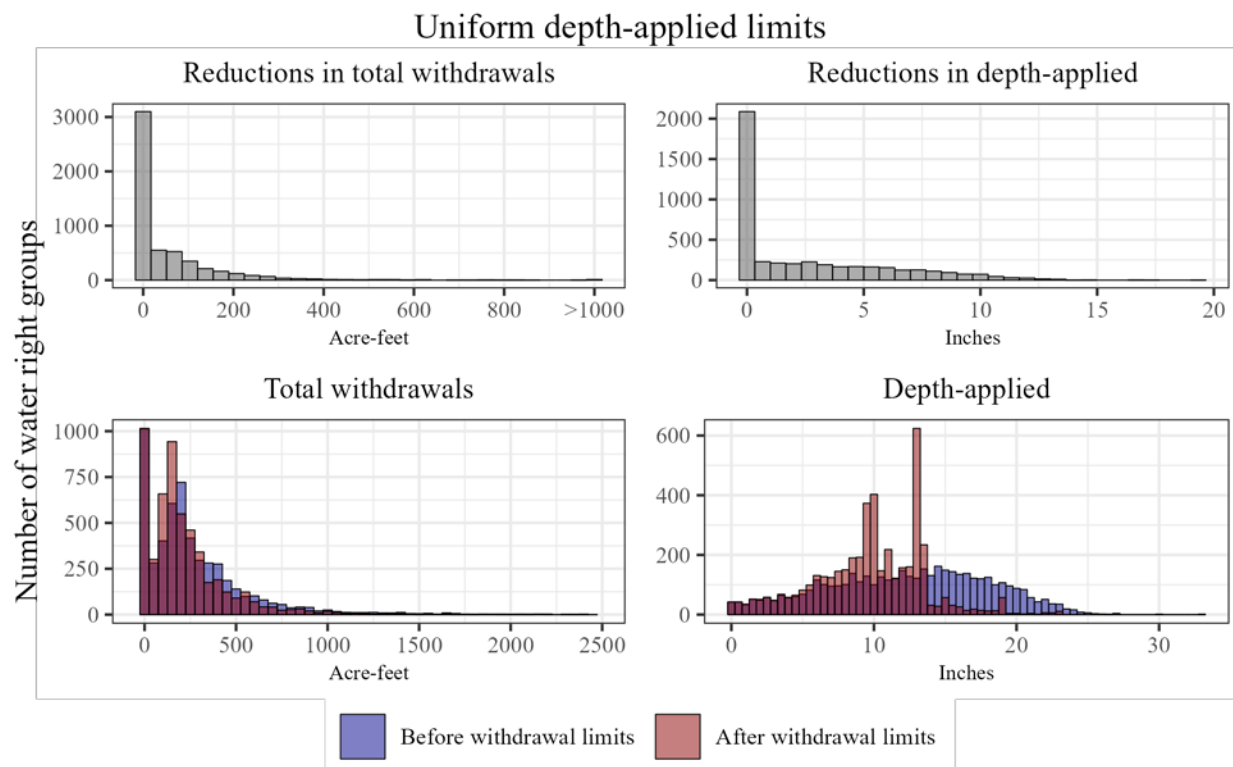 Uniform depth-applied limits
Number of water right groups
Reductions in total withdrawals
3000
2000
1000
0
0 200 400 600 800 >1000
Acre-feet
Reductions in depth-applied
2000
1500
1000
500
0
0 5 10 15 20
Inches
Total withdrawals
1000
750
500
250
0
0 500 1000 1500 2000 2500
Acre-feet
Depth-applied
600
400
200
0
0 10 20 30
Inches
Before withdrawal limits After withdrawal limits